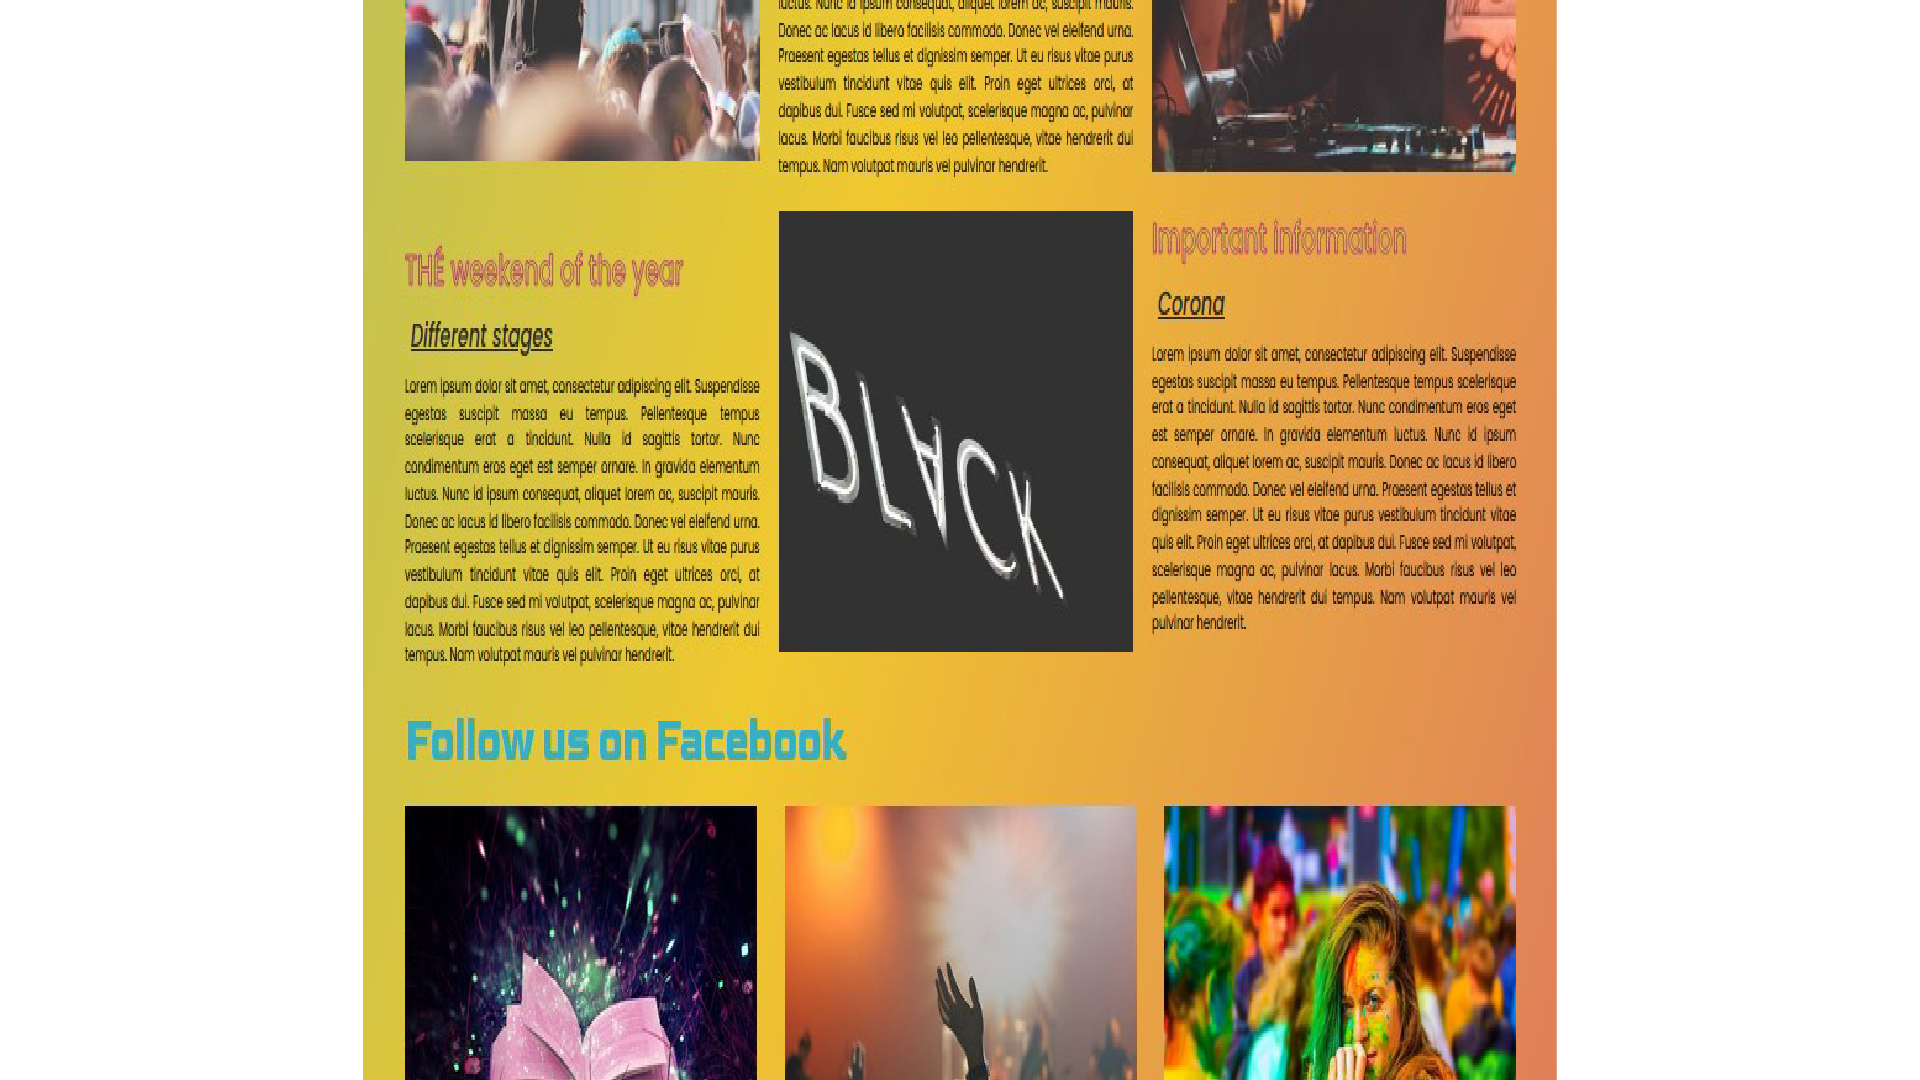 luctus. Nunc id ipsum consequat, aliquet lorem ac, suscipit mauris.
Donec ac lacus id libero facilisis commodo. Donec vel eleifend urna.
Praesent egestas tellus et dignissim semper. Ut eu risus vitae purus
vestibulum tincidunt vitae quis elit. Proin eget ultrices orci, at
dapibus dui. Fusce sed mi volutpat, scelerisque magna ac, pulvinar
lacus. Morbi faucibus risus vel leo pellentesque, vitae hendrerit dui
tempus. Nam volutpat mauris vel pulvinar hendrerit.
THÉ weekend of the year
Different stages
Lorem ipsum dolor sit amet, consectetur adipiscing elit. Suspendisse
egestas suscipit massa eu tempus. Pellentesque tempus
scelerisque erat a tincidunt. Nulla id sagittis tortor. Nunc
condimentum eros eget est semper ornare. In gravida elementum
luctus. Nunc id ipsum consequat, aliquet lorem ac, suscipit mauris.
Donec ac lacus id libero facilisis commodo. Donec vel eleifend urna.
Praesent egestas tellus et dignissim semper. Ut eu risus vitae purus
vestibulum tincidunt vitae quis elit. Proin eget ultrices orci, at
dapibus dui. Fusce sed mi volutpat, scelerisque magna ac, pulvinar
lacus. Morbi faucibus risus vel leo pellentesque, vitae hendrerit dui
tempus. Nam volutpat mauris vel pulvinar hendrerit.
BLACK
Important information
Corona
Lorem ipsum dolor sit amet, consectetur adipiscing elit. Suspendisse
egestas suscipit massa eu tempus. Pellentesque tempus scelerisque
erat a tincidunt. Nulla id sagittis tortor. Nunc condimentum eros eget
est semper ornare. In gravida elementum luctus. Nunc id ipsum
consequat, aliquet lorem ac, suscipit mauris. Donec ac lacus id libero
facilisis commodo. Donec vel eleifend urna. Praesent egestas tellus et
dignissim semper. Ut eu risus vitae purus vestibulum tincidunt vitae
quis elit. Proin eget ultrices orci, at dapibus dui. Fusce sed mi volutpat,
scelerisque magna ac, pulvinar lacus. Morbi faucibus risus vel leo
pellentesque, vitae hendrerit dui tempus. Nam volutpat mauris vel
pulvinar hendrerit.
Follow us on Facebook